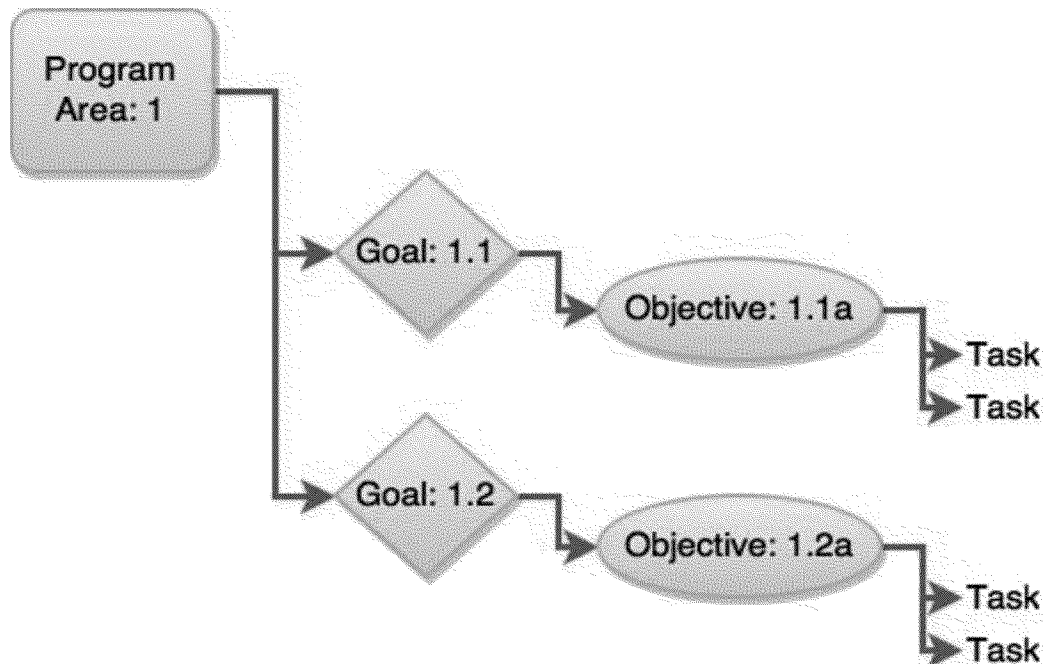 Program
Area: 1
Goal: 1.1
Objective: 1.1a
Task
Task
Goal: 1.2
Objective: 1.2a
Task
Task